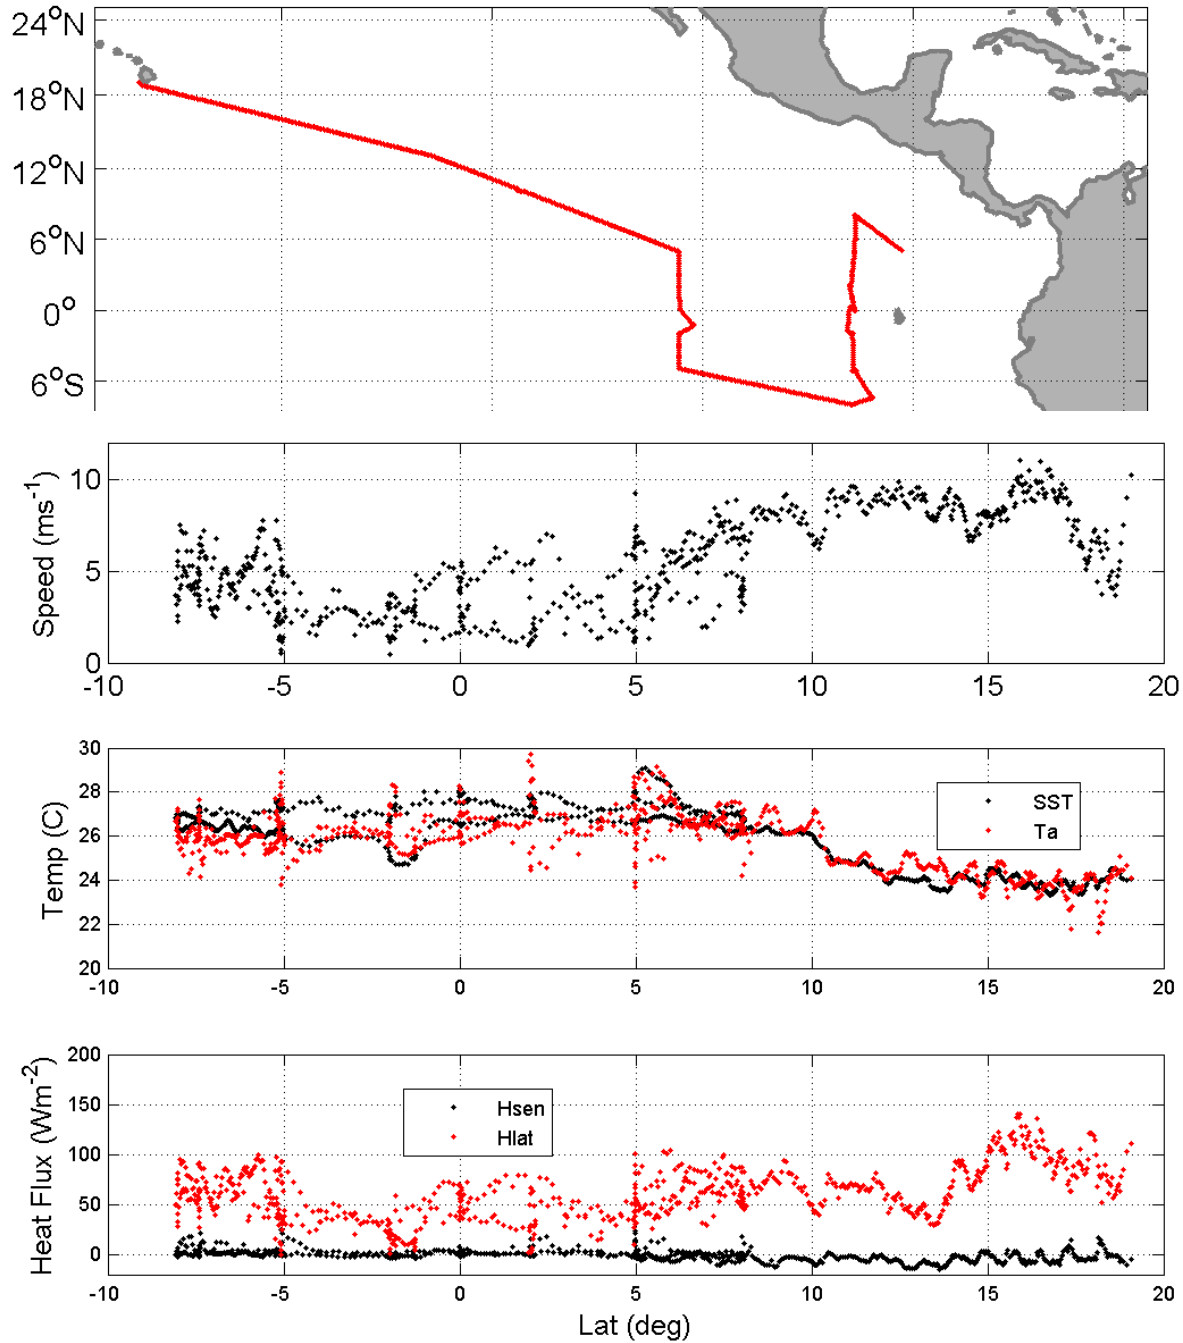 24°N
18°N
12°N
6°N
0°
6°S
Speed (ms⁻¹)
10
5
0
-10 -5 0 5 10 15 20
Temp (C)
30
28
26
24
22
20
SST
Ta
-10 -5 0 5 10 15 20
Heat Flux (Wm⁻²)
200
150
100
50
0
Hsen
Hlat
-10 -5 0 5 10 15 20
Lat (deg)